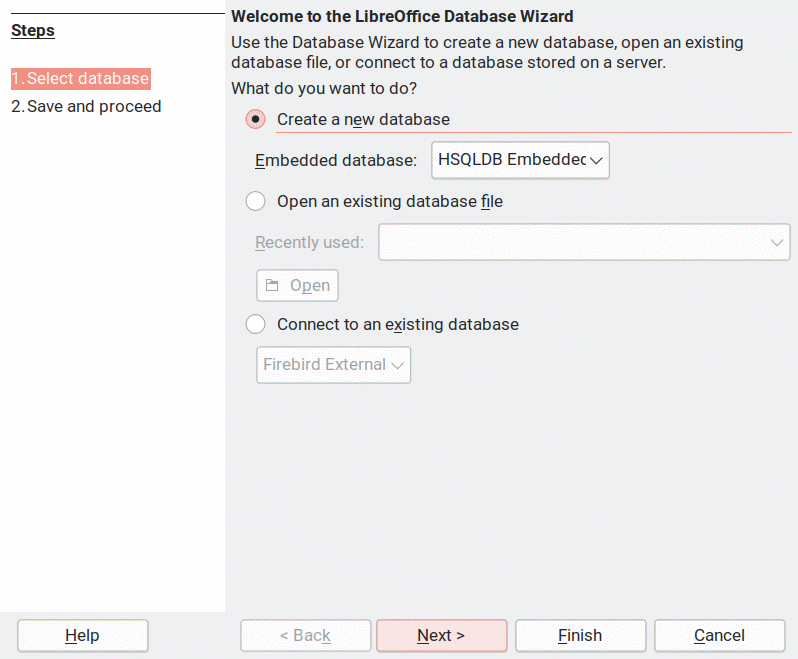 Steps
1. Select database
2. Save and proceed
Welcome to the LibreOffice Database Wizard
Use the Database Wizard to create a new database, open an existing
database file, or connect to a database stored on a server.
What do you want to do?
Create a new database
Embedded database: HSQLDB Embedded
Open an existing database file
Recently used:
Open
Connect to an existing database
Firebird External
Help
< Back
Next >
Finish
Cancel